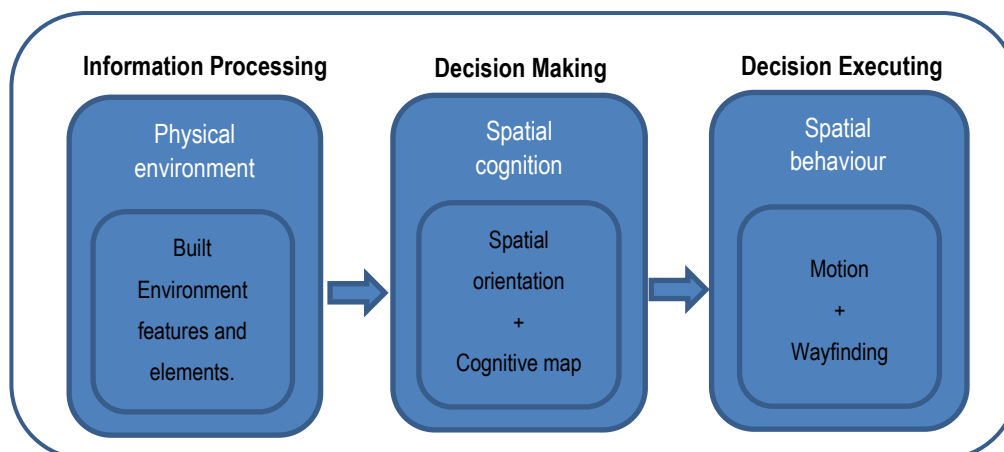 Information Processing
Decision Making
Decision Executing
Physical
environment
Built
Environment
features and
elements.
Spatial
cognition
Spatial
orientation
+
Cognitive map
Spatial
behaviour
Motion
+
Wayfinding